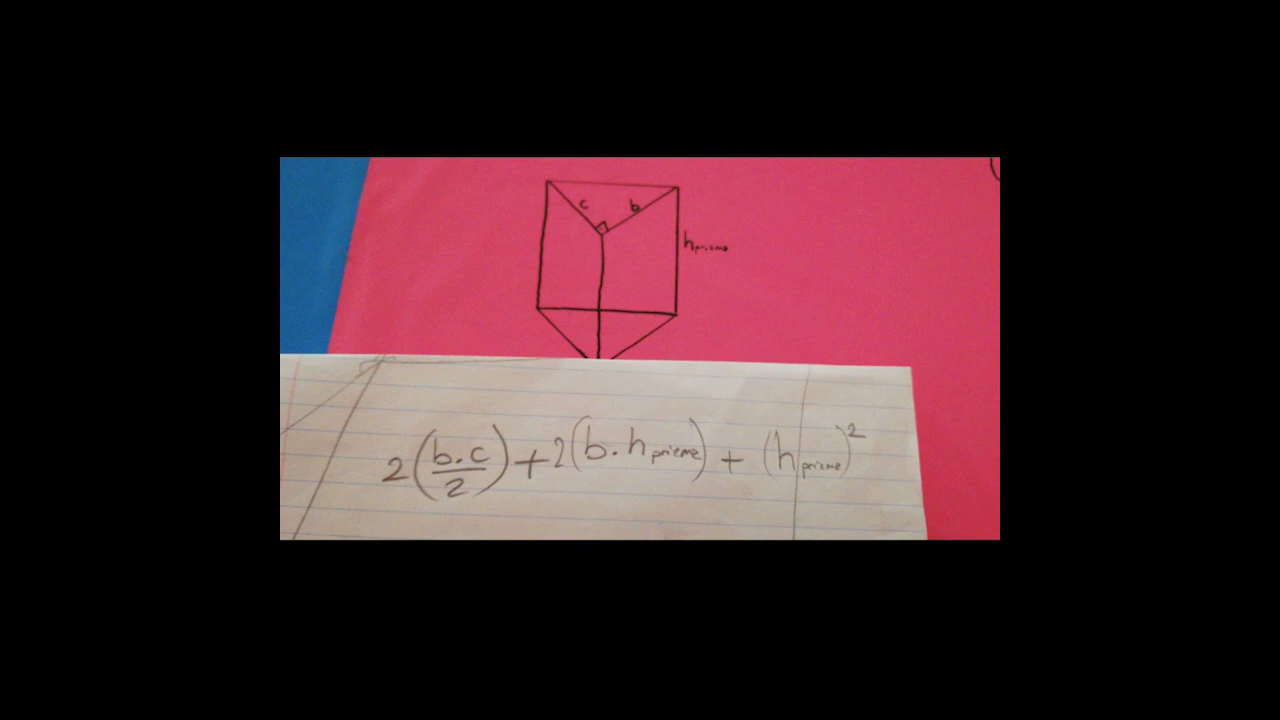 c b
h prisme
2(b.c/2) + 2(b.h prisme) + (h prisme)²